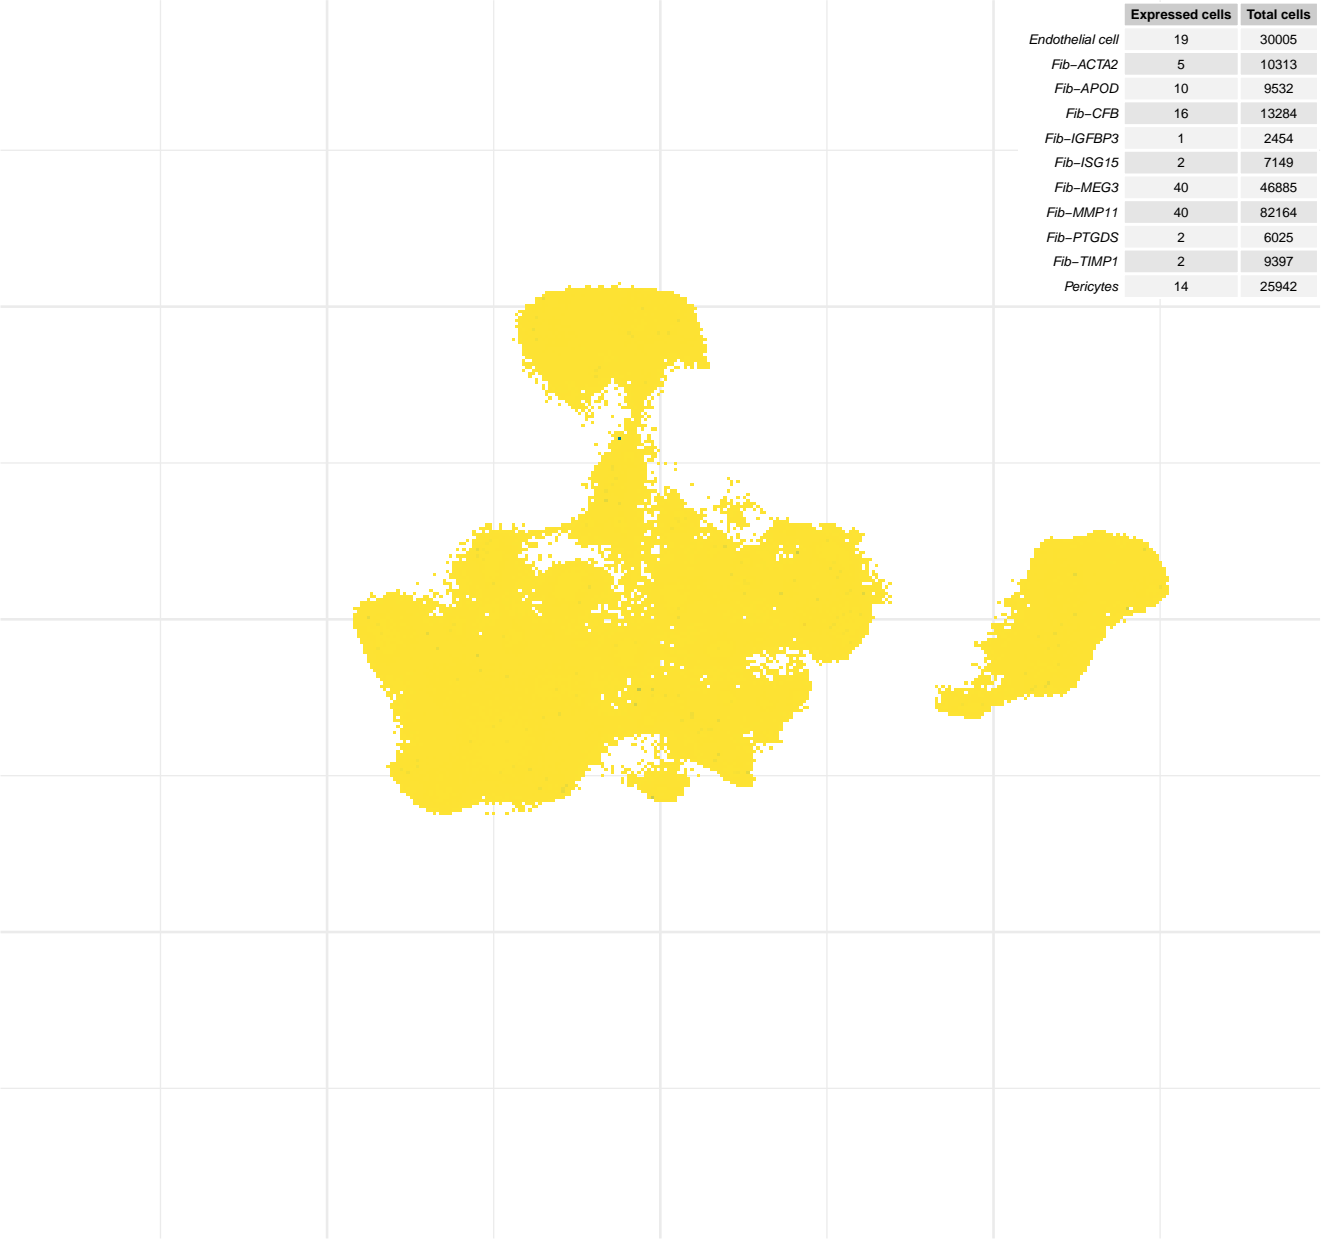 Expressed cells Total cells
Endothelial cell 19 30005
Fib−ACTA2 5 10313
Fib−APOD 10 9532
Fib−CFB 16 13284
Fib−IGFBP3 1 2454
Fib−ISG15 2 7149
Fib−MEG3 40 46885
Fib−MMP11 40 82164
Fib−PTGDS 2 6025
Fib−TIMP1 2 9397
Pericytes 14 25942